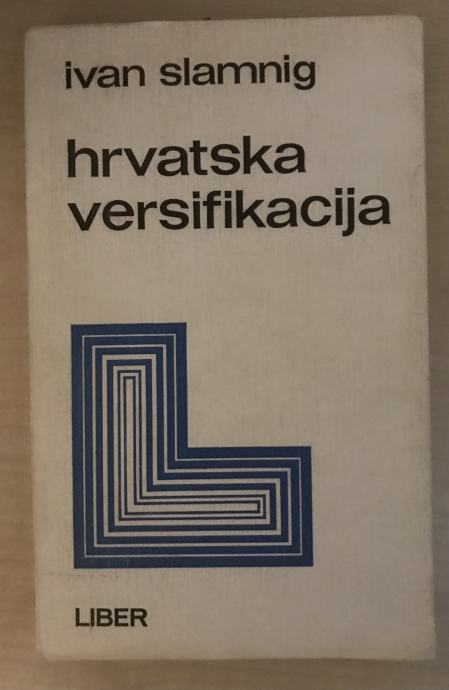 ivan slamnig
hrvatska
versifikacija
LIBER